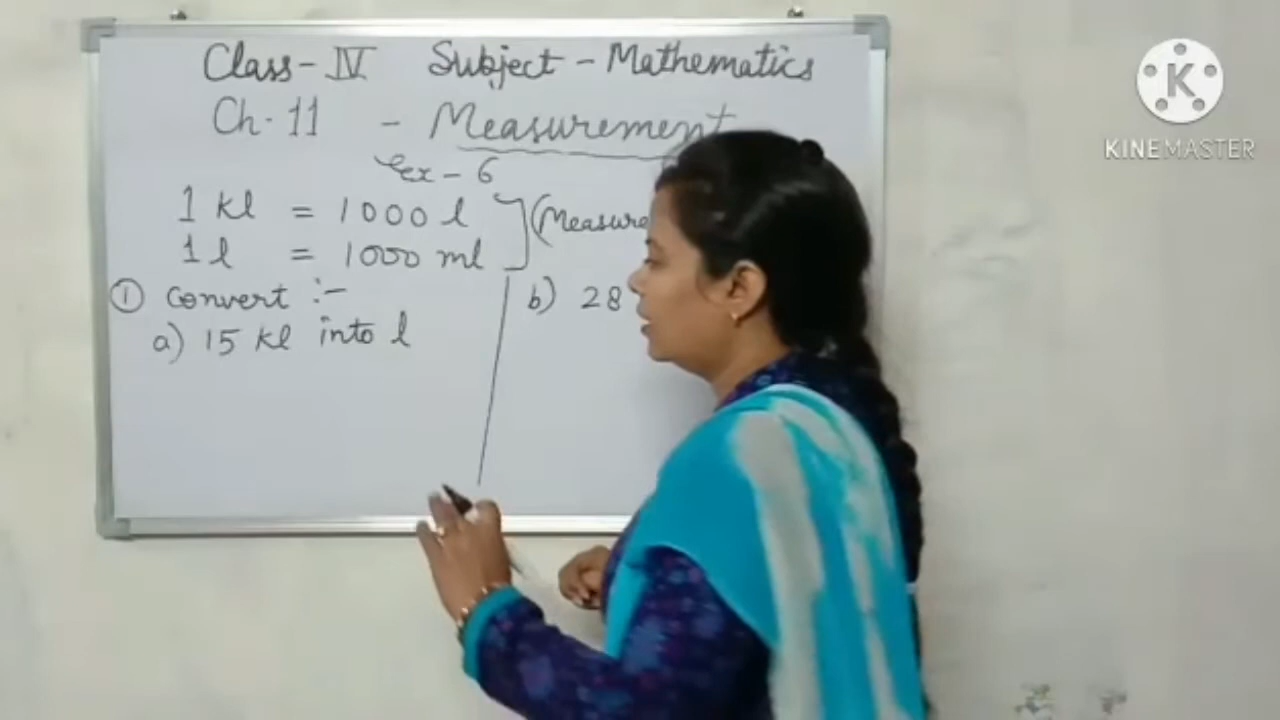 Class - IV Subject - Mathematics
Ch. 11 - Measurement
Ex - 6
1 kl = 1000 l
1 l = 1000 ml ] (Measure
① Convert :-
a) 15 kl into l
b) 28
K
KINEMASTER